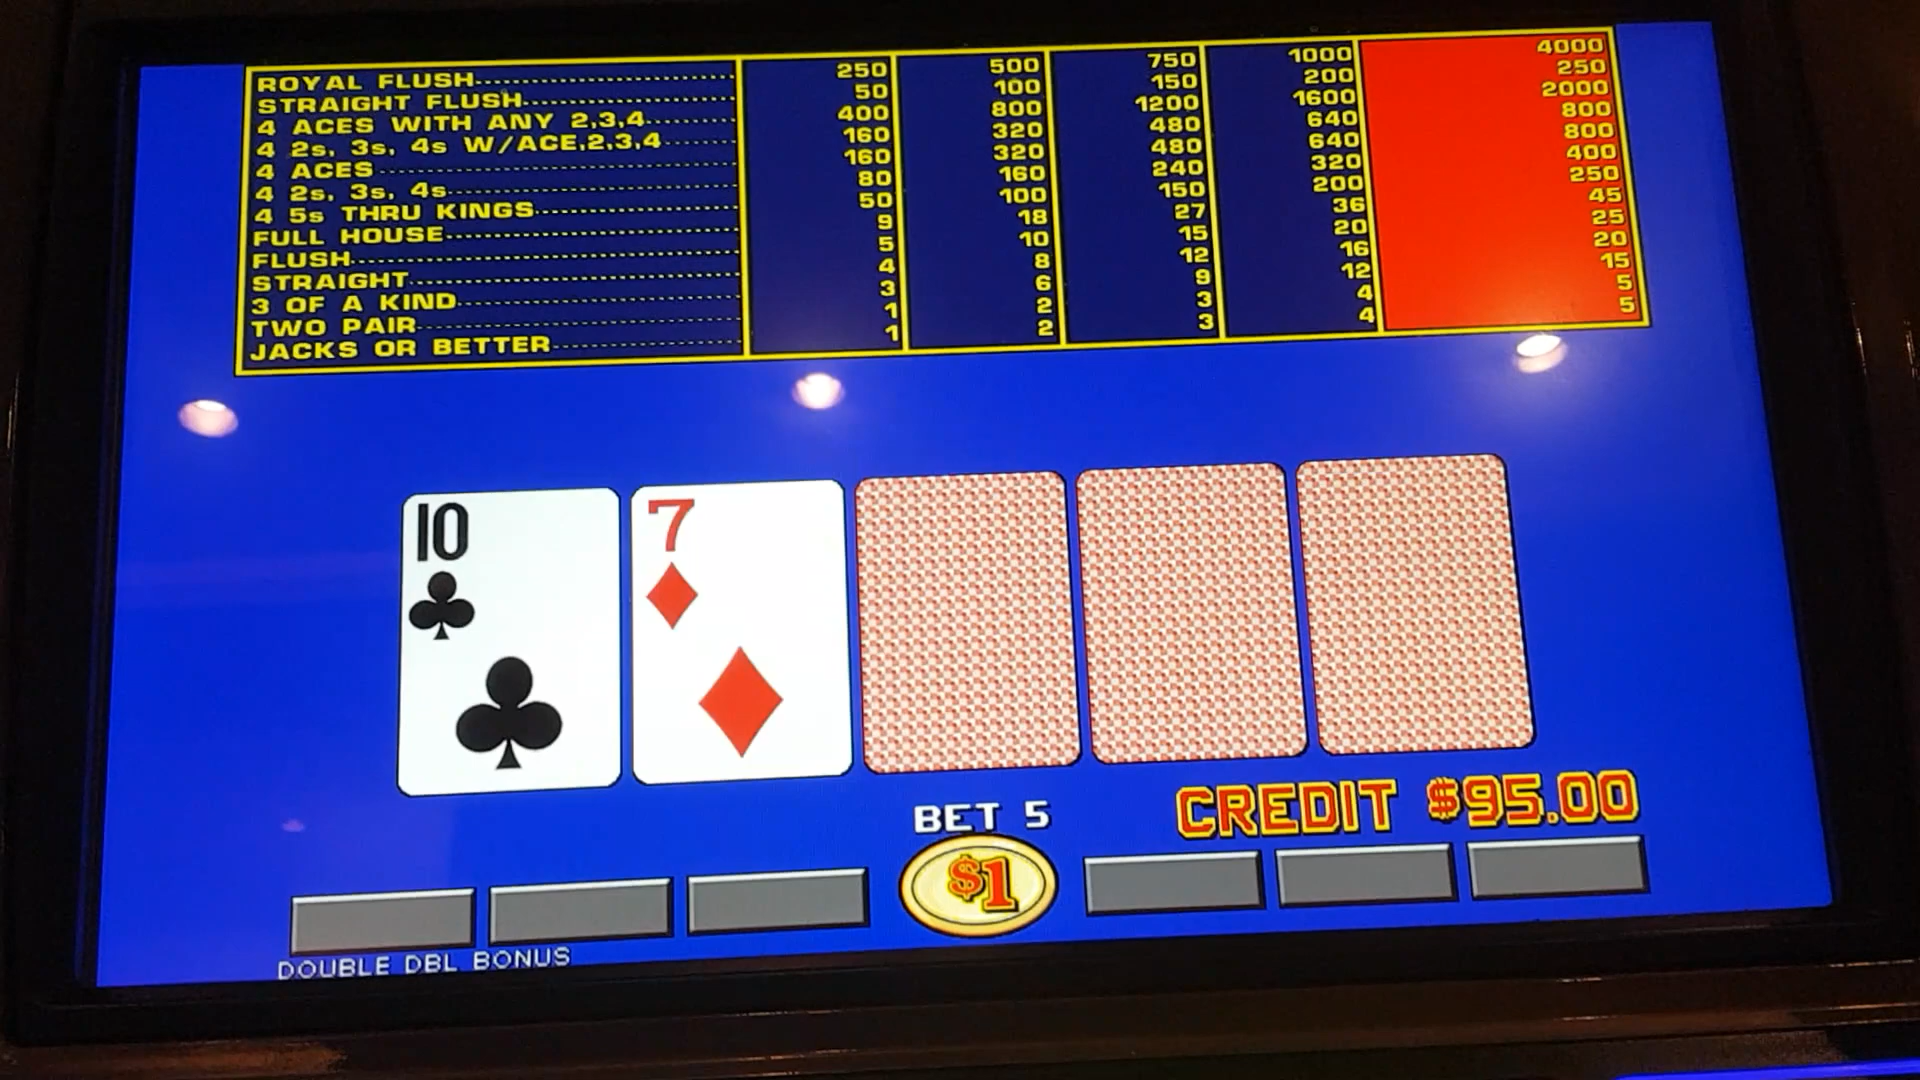 ROYAL FLUSH 250 500 750 1000 4000
STRAIGHT FLUSH 50 100 150 200 250
4 ACES WITH ANY 2,3,4 400 800 1200 1600 2000
4 2s, 3s, 4s W/ACE,2,3,4 160 320 480 640 800
4 ACES 160 320 480 640 800
4 2s, 3s, 4s 80 160 240 320 400
4 5s THRU KINGS 50 100 150 200 250
FULL HOUSE 9 18 27 36 45
FLUSH 5 10 15 20 25
STRAIGHT 4 8 12 16 20
3 OF A KIND 3 6 9 12 15
TWO PAIR 1 2 3 4 5
JACKS OR BETTER 1 2 3 4 5
10 7
BET 5 CREDIT $95.00
$1
DOUBLE DBL BONUS